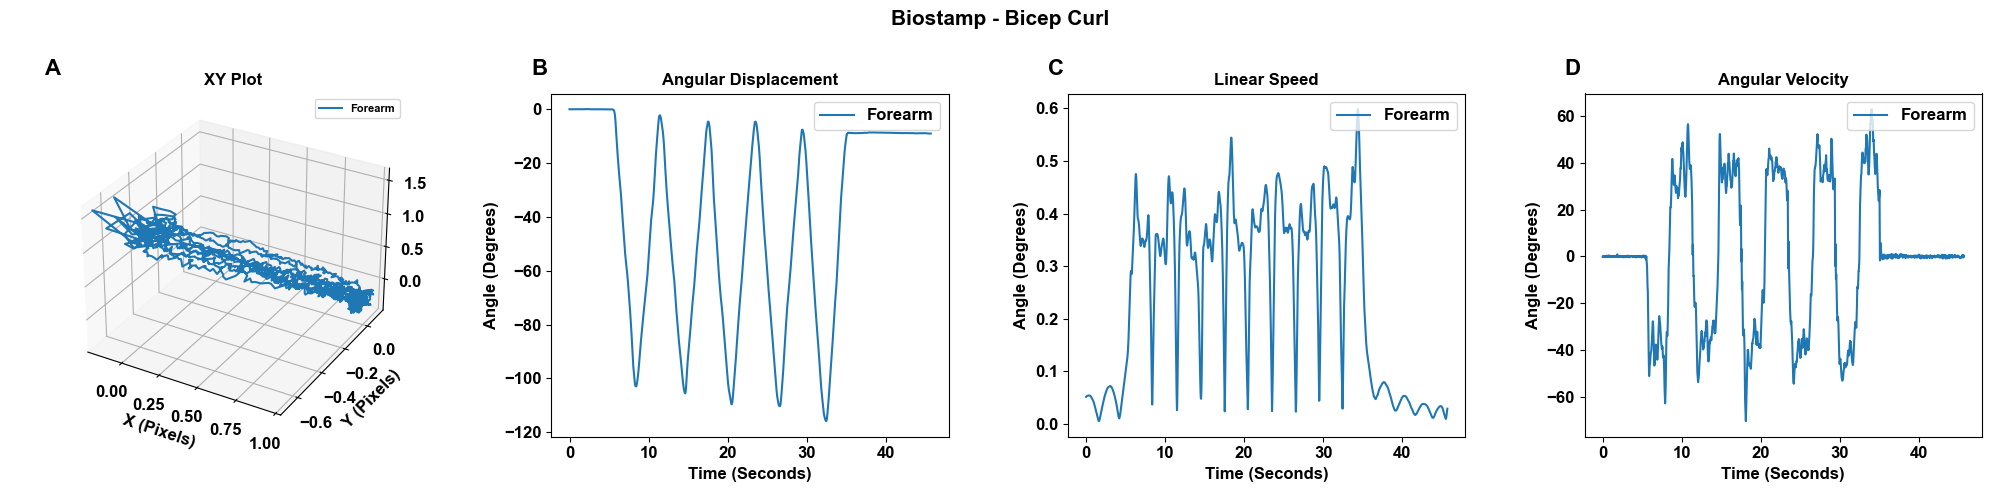 Biostamp - Bicep Curl
A
XY Plot
Forearm
1.5
1.0
0.5
0.0
0.0
−0.2
−0.4
−0.6
Y (Pixels)
0.00
0.25
0.50
0.75
1.00
X (Pixels)
B
Angular Displacement
Forearm
0
−20
−40
−60
−80
−100
−120
Angle (Degrees)
0 10 20 30 40
Time (Seconds)
C
Linear Speed
Forearm
0.6
0.5
0.4
0.3
0.2
0.1
0.0
Angle (Degrees)
0 10 20 30 40
Time (Seconds)
D
Angular Velocity
Forearm
60
40
20
0
−20
−40
−60
Angle (Degrees)
0 10 20 30 40
Time (Seconds)